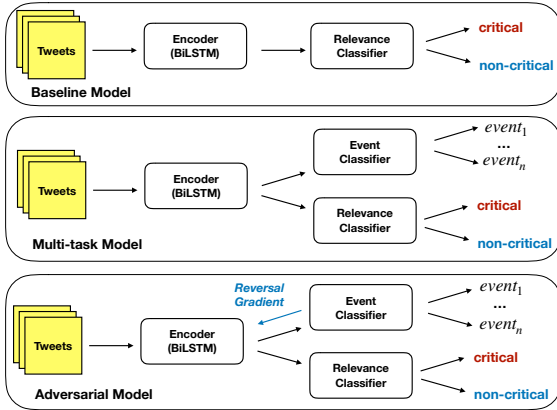 Tweets
Encoder
(BiLSTM)
Relevance
Classifier
critical
non-critical
Baseline Model
Tweets
Encoder
(BiLSTM)
Event
Classifier
event₁
...
eventₙ
Relevance
Classifier
critical
non-critical
Multi-task Model
Reversal
Gradient
Tweets
Encoder
(BiLSTM)
Event
Classifier
event₁
...
eventₙ
Relevance
Classifier
critical
non-critical
Adversarial Model